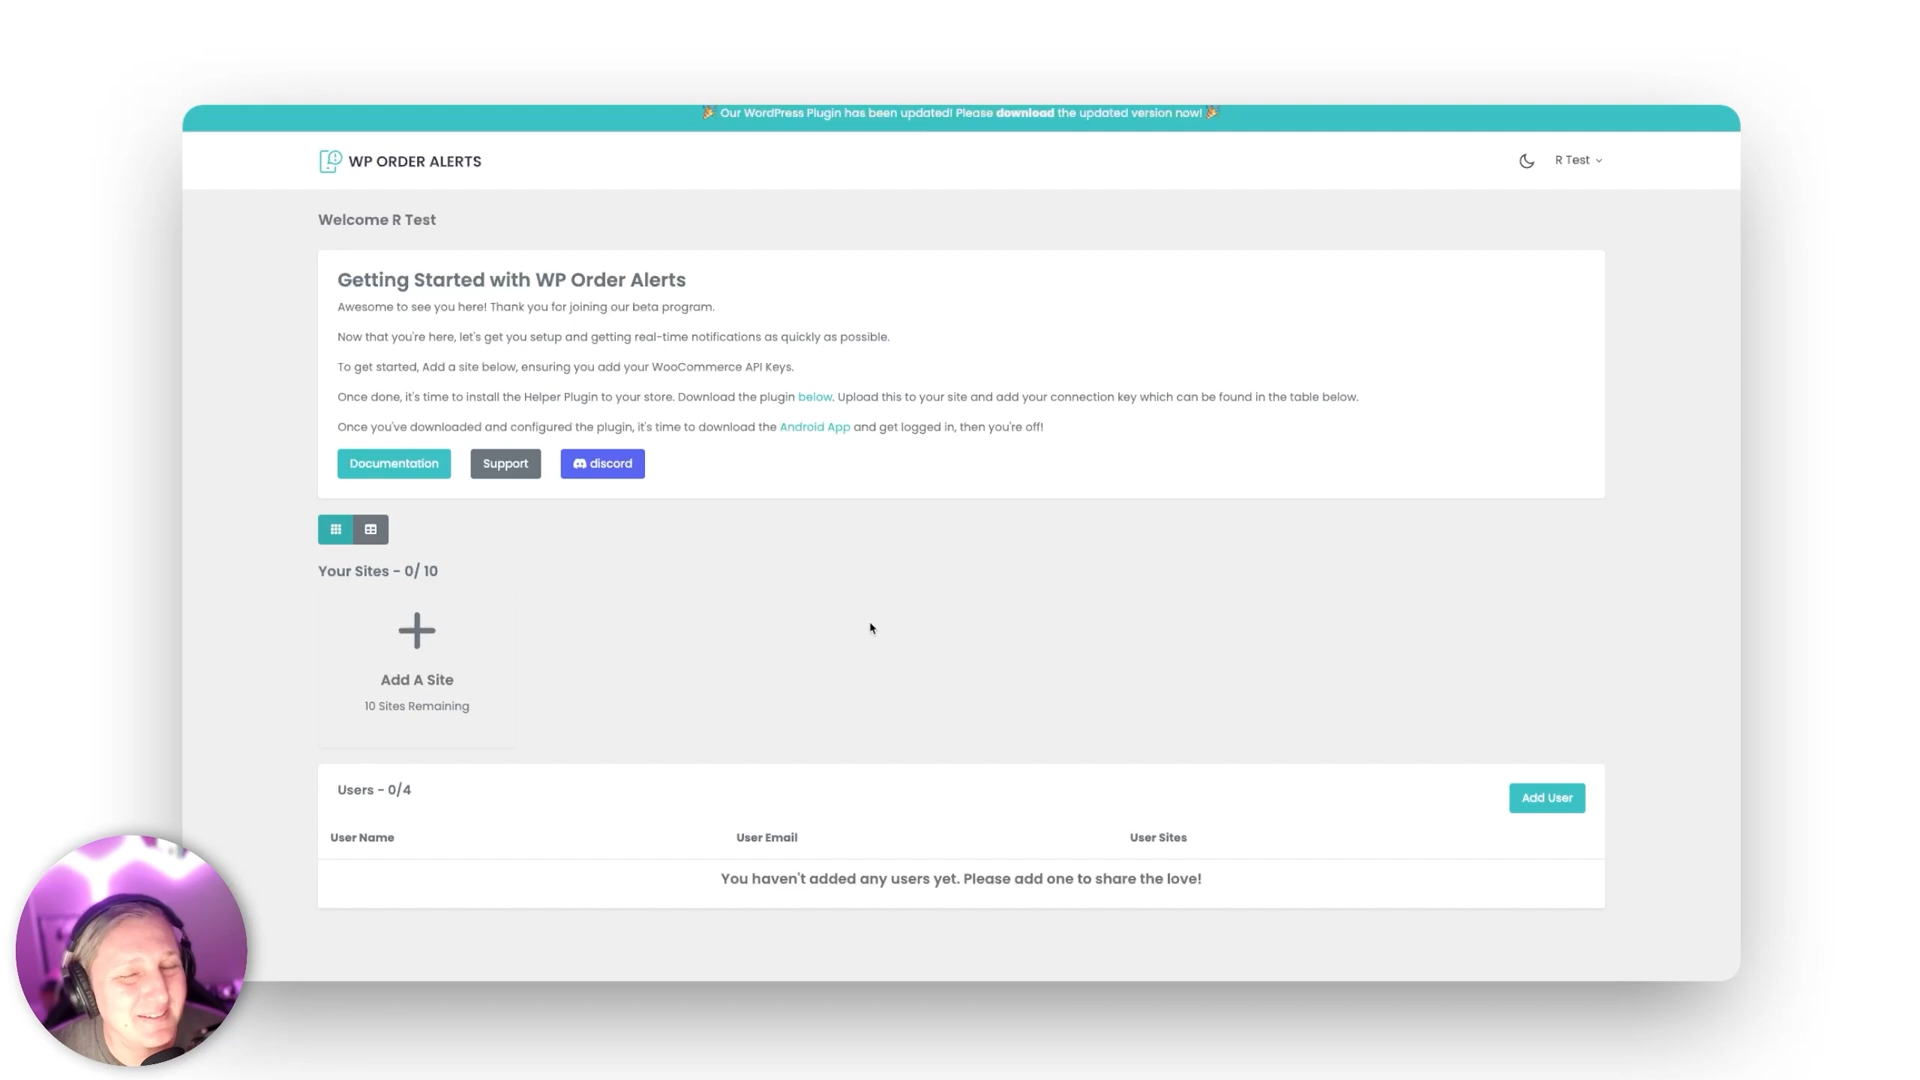 🎉 Our WordPress Plugin has been updated! Please download the updated version now! 🎉
WP ORDER ALERTS
R Test
Welcome R Test
Getting Started with WP Order Alerts
Awesome to see you here! Thank you for joining our beta program.
Now that you're here, let's get you setup and getting real-time notifications as quickly as possible.
To get started, Add a site below, ensuring you add your WooCommerce API Keys.
Once done, it's time to install the Helper Plugin to your store. Download the plugin below. Upload this to your site and add your connection key which can be found in the table below.
Once you've downloaded and configured the plugin, it's time to download the Android App and get logged in, then you're off!
Documentation Support discord
Your Sites - 0/ 10
Add A Site
10 Sites Remaining
Users - 0/4
Add User
User Name User Email User Sites
You haven't added any users yet. Please add one to share the love!